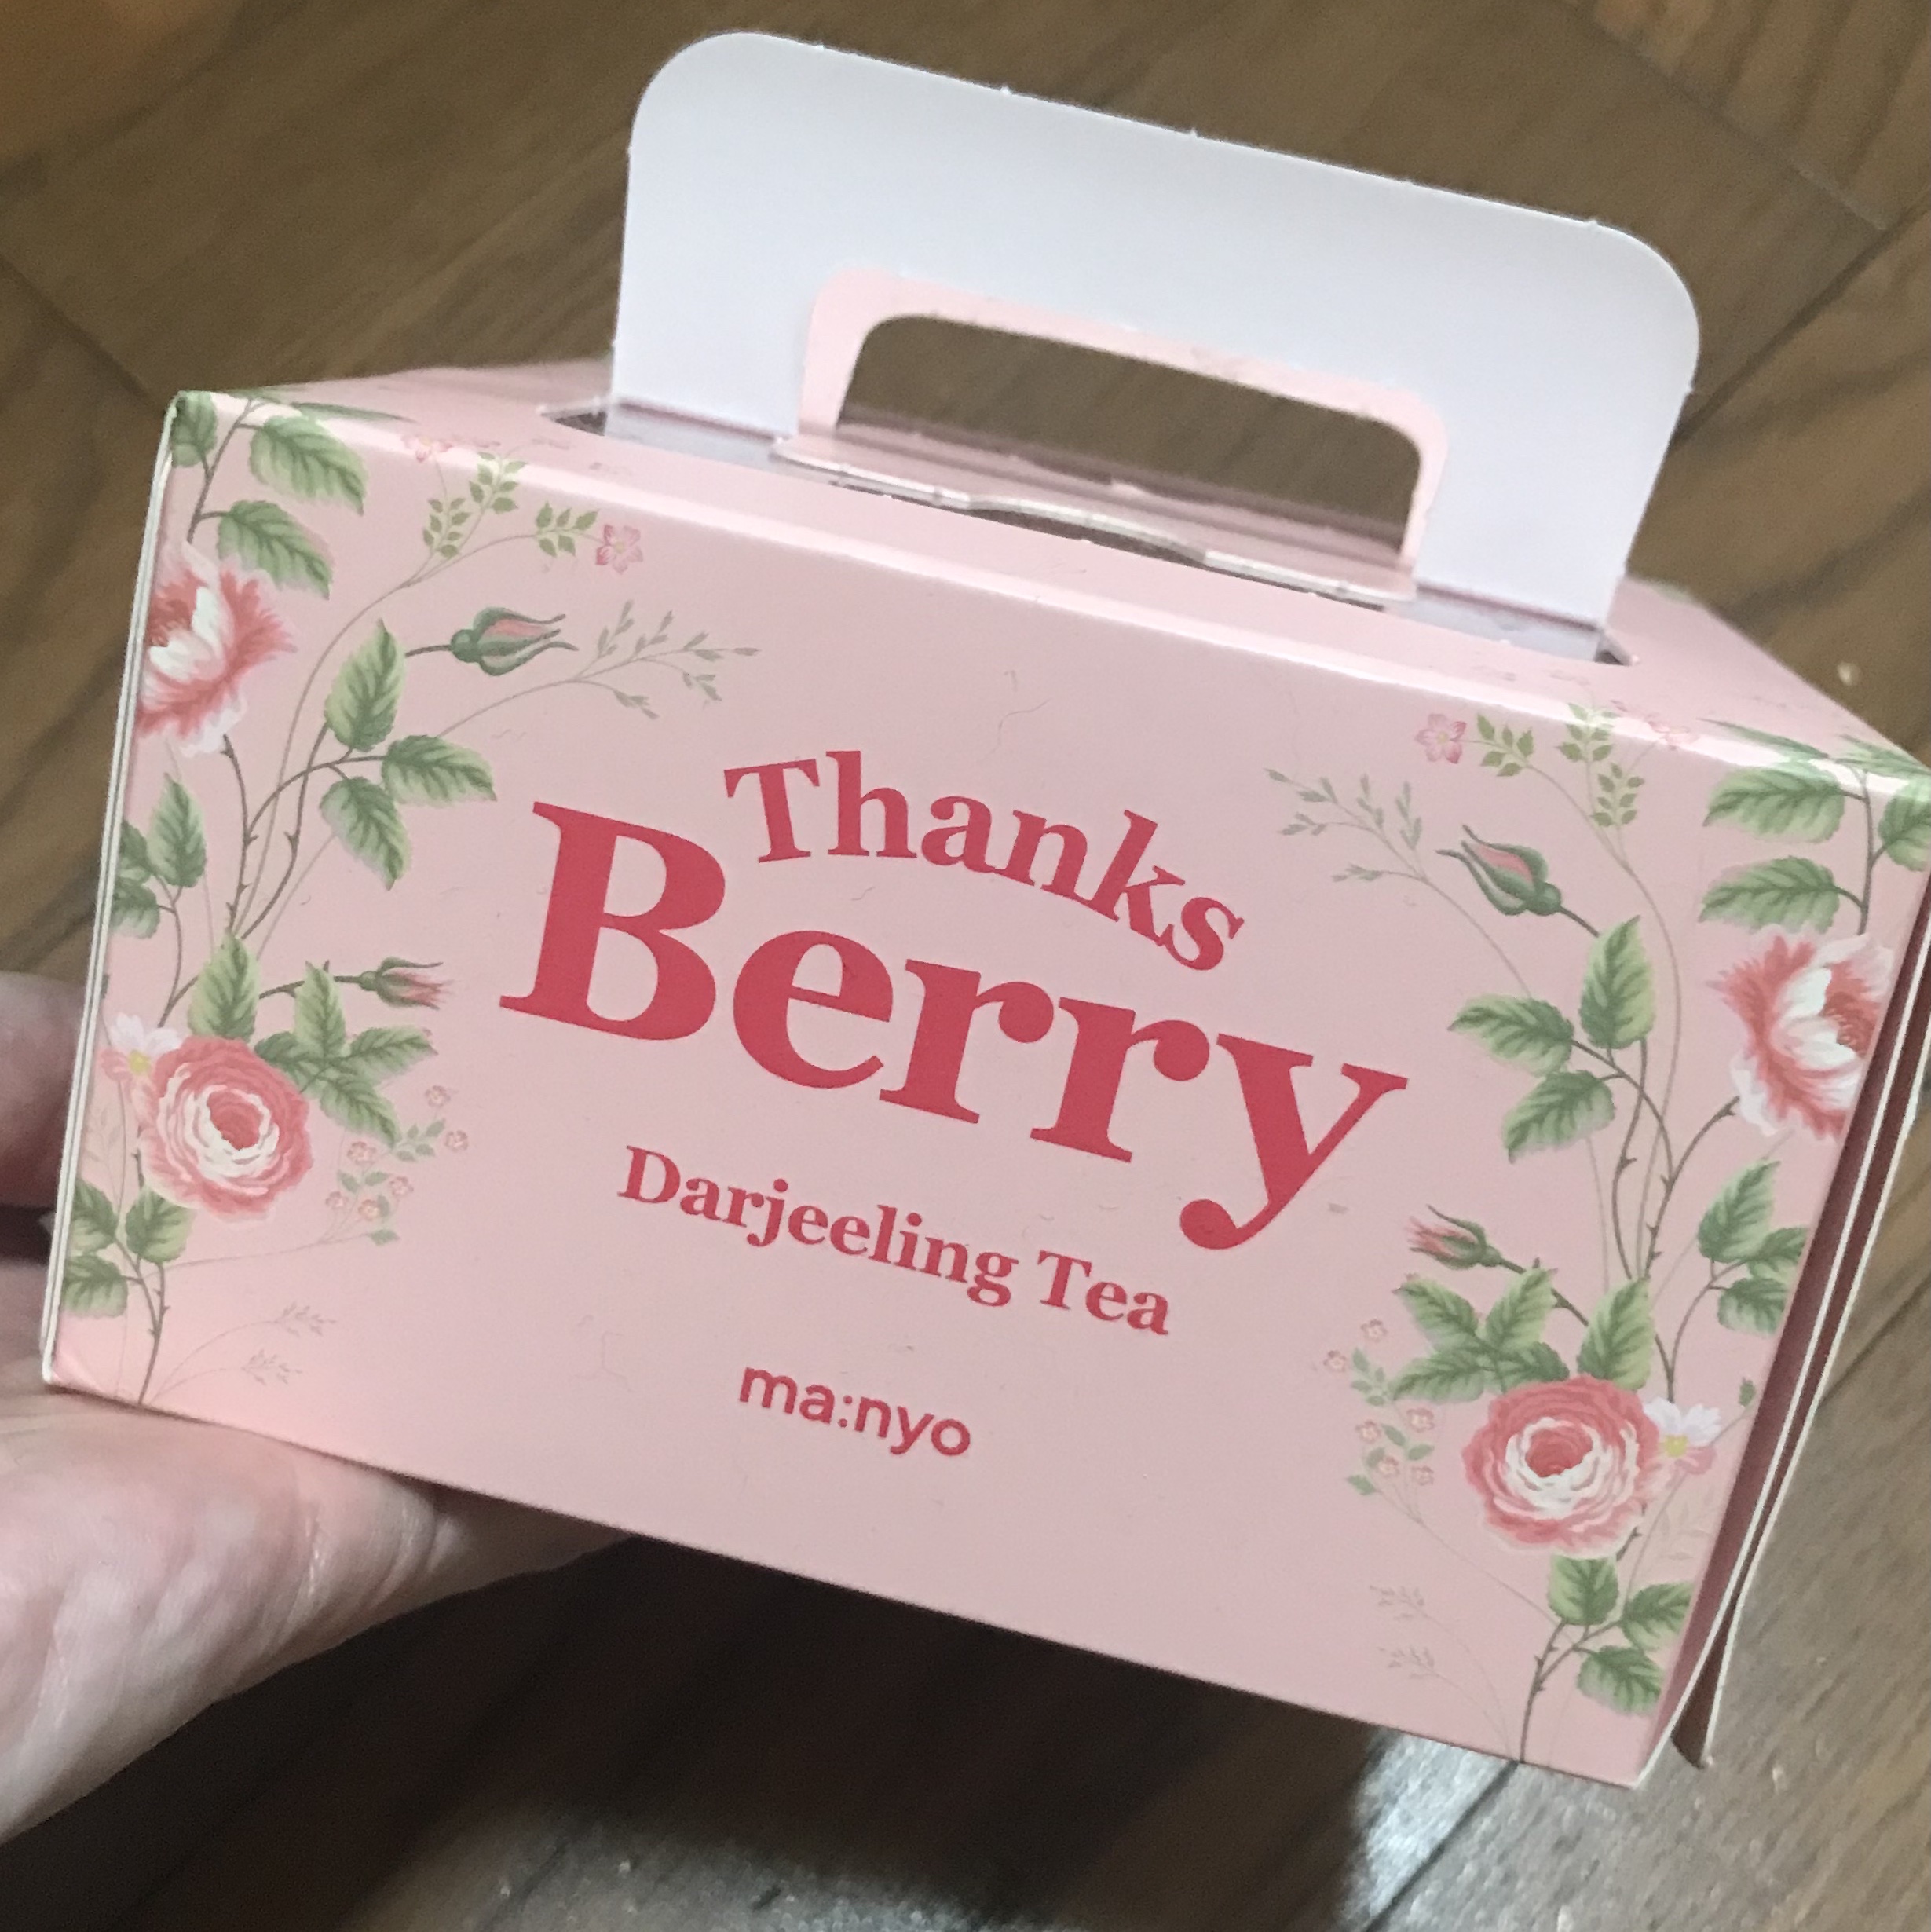 Thanks
Berry
Darjeeling Tea
ma:nyo